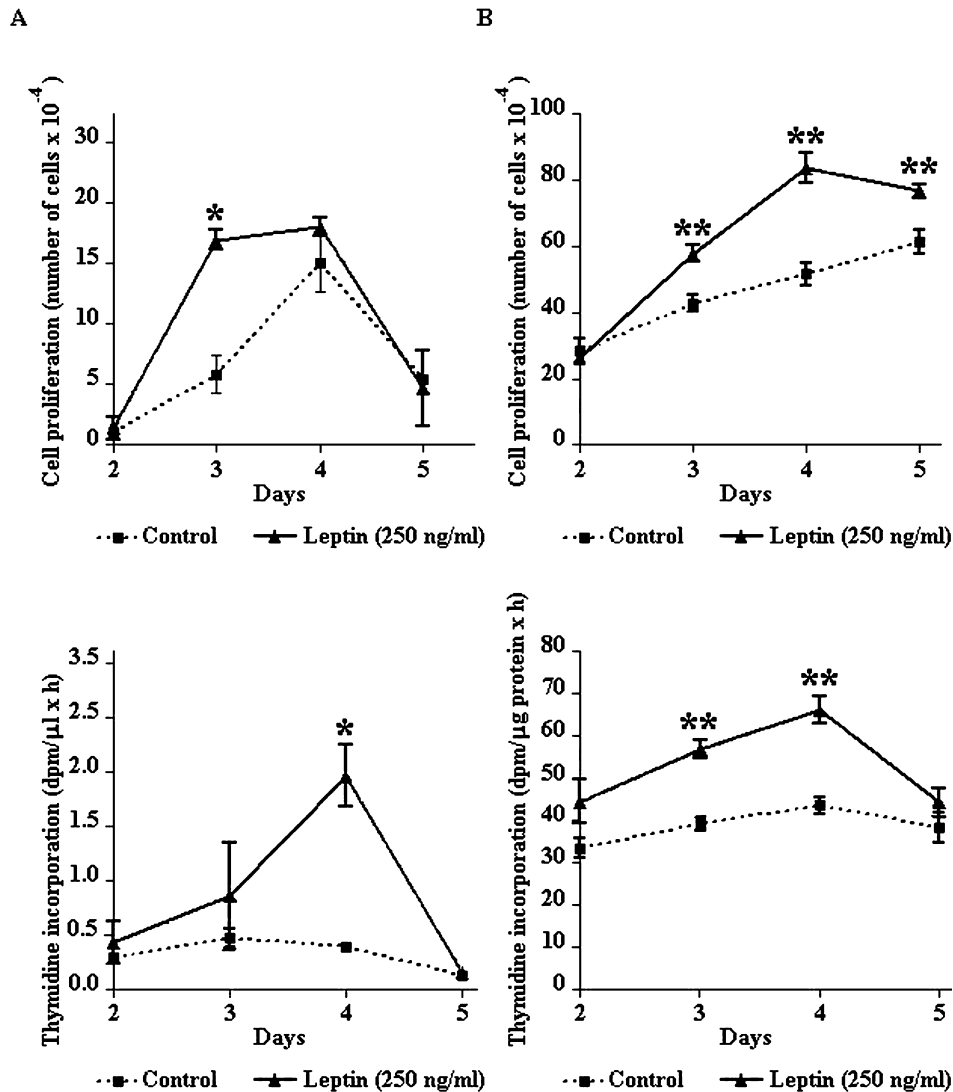 A
B
Cell proliferation (number of cells x 10-4)
30
20
15
10
5
0
*
2 3 4 5
Days
Control Leptin (250 ng/ml)
Cell proliferation (number of cells x 10-4)
100
80
60
40
20
0
** ** **
2 3 4 5
Days
Control Leptin (250 ng/ml)
Thymidine incorporation (dpm/µl x h)
3.5
2.5
2.0
1.5
1.0
0.5
0.0
*
2 3 4 5
Days
Control Leptin (250 ng/ml)
Thymidine incorporation (dpm/µg protein x h)
80
70
60
50
40
30
20
10
0
** **
2 3 4 5
Days
Control Leptin (250 ng/ml)